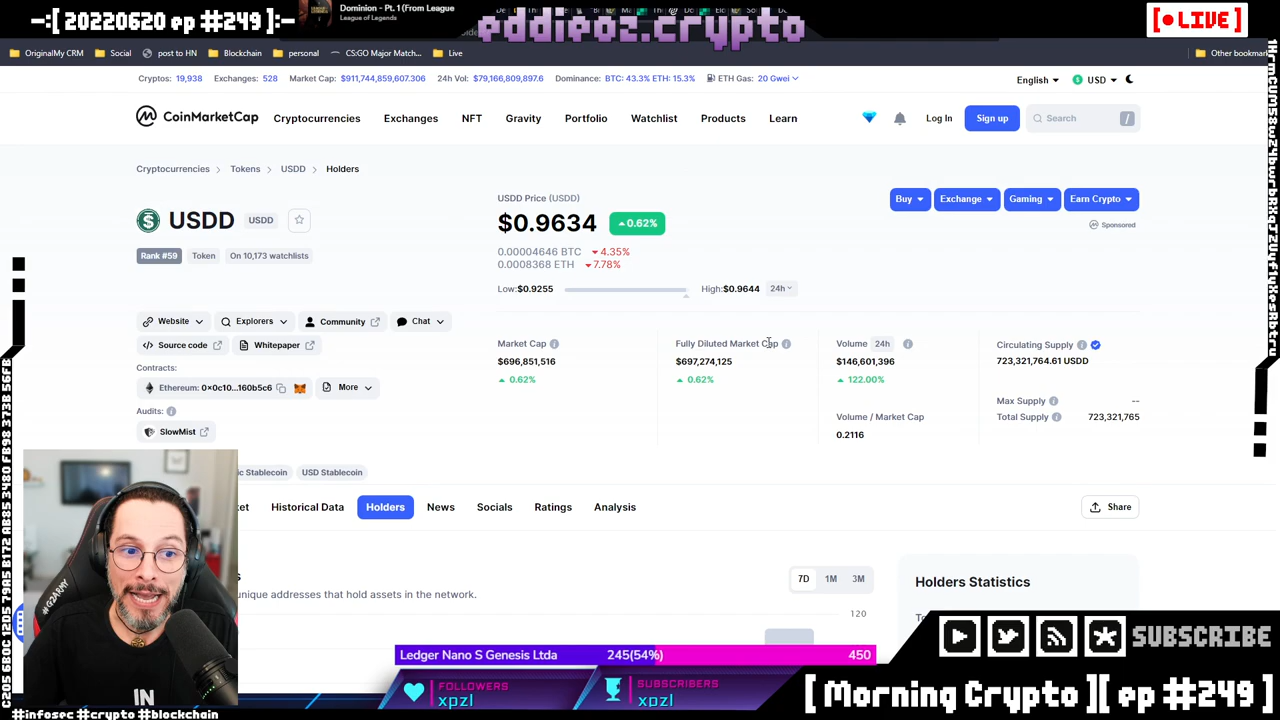 -:[ 20220620 ep #249 ]:-
Dominion - Pt. 1 (From League
League of Legends
eddieoz.crypto
[ • LIVE ]
OriginalMy CRM
Social
post to HN
Blockchain
personal
CS:GO Major Match...
Live
Other bookmar
Cryptos: 19,938 Exchanges: 528 Market Cap: $911,744,859,607.306 24h Vol: $79,166,809,897.6 Dominance: BTC: 43.3% ETH: 15.3% ETH Gas: 20 Gwei
English USD
CoinMarketCap
Cryptocurrencies Exchanges NFT Gravity Portfolio Watchlist Products Learn
Log In Sign up Search /
Cryptocurrencies > Tokens > USDD > Holders
USDD USDD
Rank #59 Token On 10,173 watchlists
USDD Price (USDD)
$0.9634 0.62%
0.00004646 BTC 4.35%
0.0008368 ETH 7.78%
Low:$0.9255 High:$0.9644 24h
Buy Exchange Gaming Earn Crypto
Sponsored
Website Explorers Community Chat
Source code Whitepaper
Contracts:
Ethereum: 0x0c10...160b5c6 More
Audits:
SlowMist
ic Stablecoin USD Stablecoin
Market Cap
$696,851,516
0.62%
Fully Diluted Market Cap
$697,274,125
0.62%
Volume 24h
$146,601,396
122.00%
Volume / Market Cap
0.2116
Circulating Supply
723,321,764.61 USDD
Max Supply --
Total Supply 723,321,765
et Historical Data Holders News Socials Ratings Analysis
Share
s
unique addresses that hold assets in the network.
7D 1M 3M
120
Holders Statistics
#G2ARMY
IN
Ledger Nano S Genesis Ltda 245(54%) 450
FOLLOWERS
xpzl
SUBSCRIBERS
xpzl
SUBSCRIBE
[ Morning Crypto ][ ep #249 ]
#infosec #crypto #blockchain